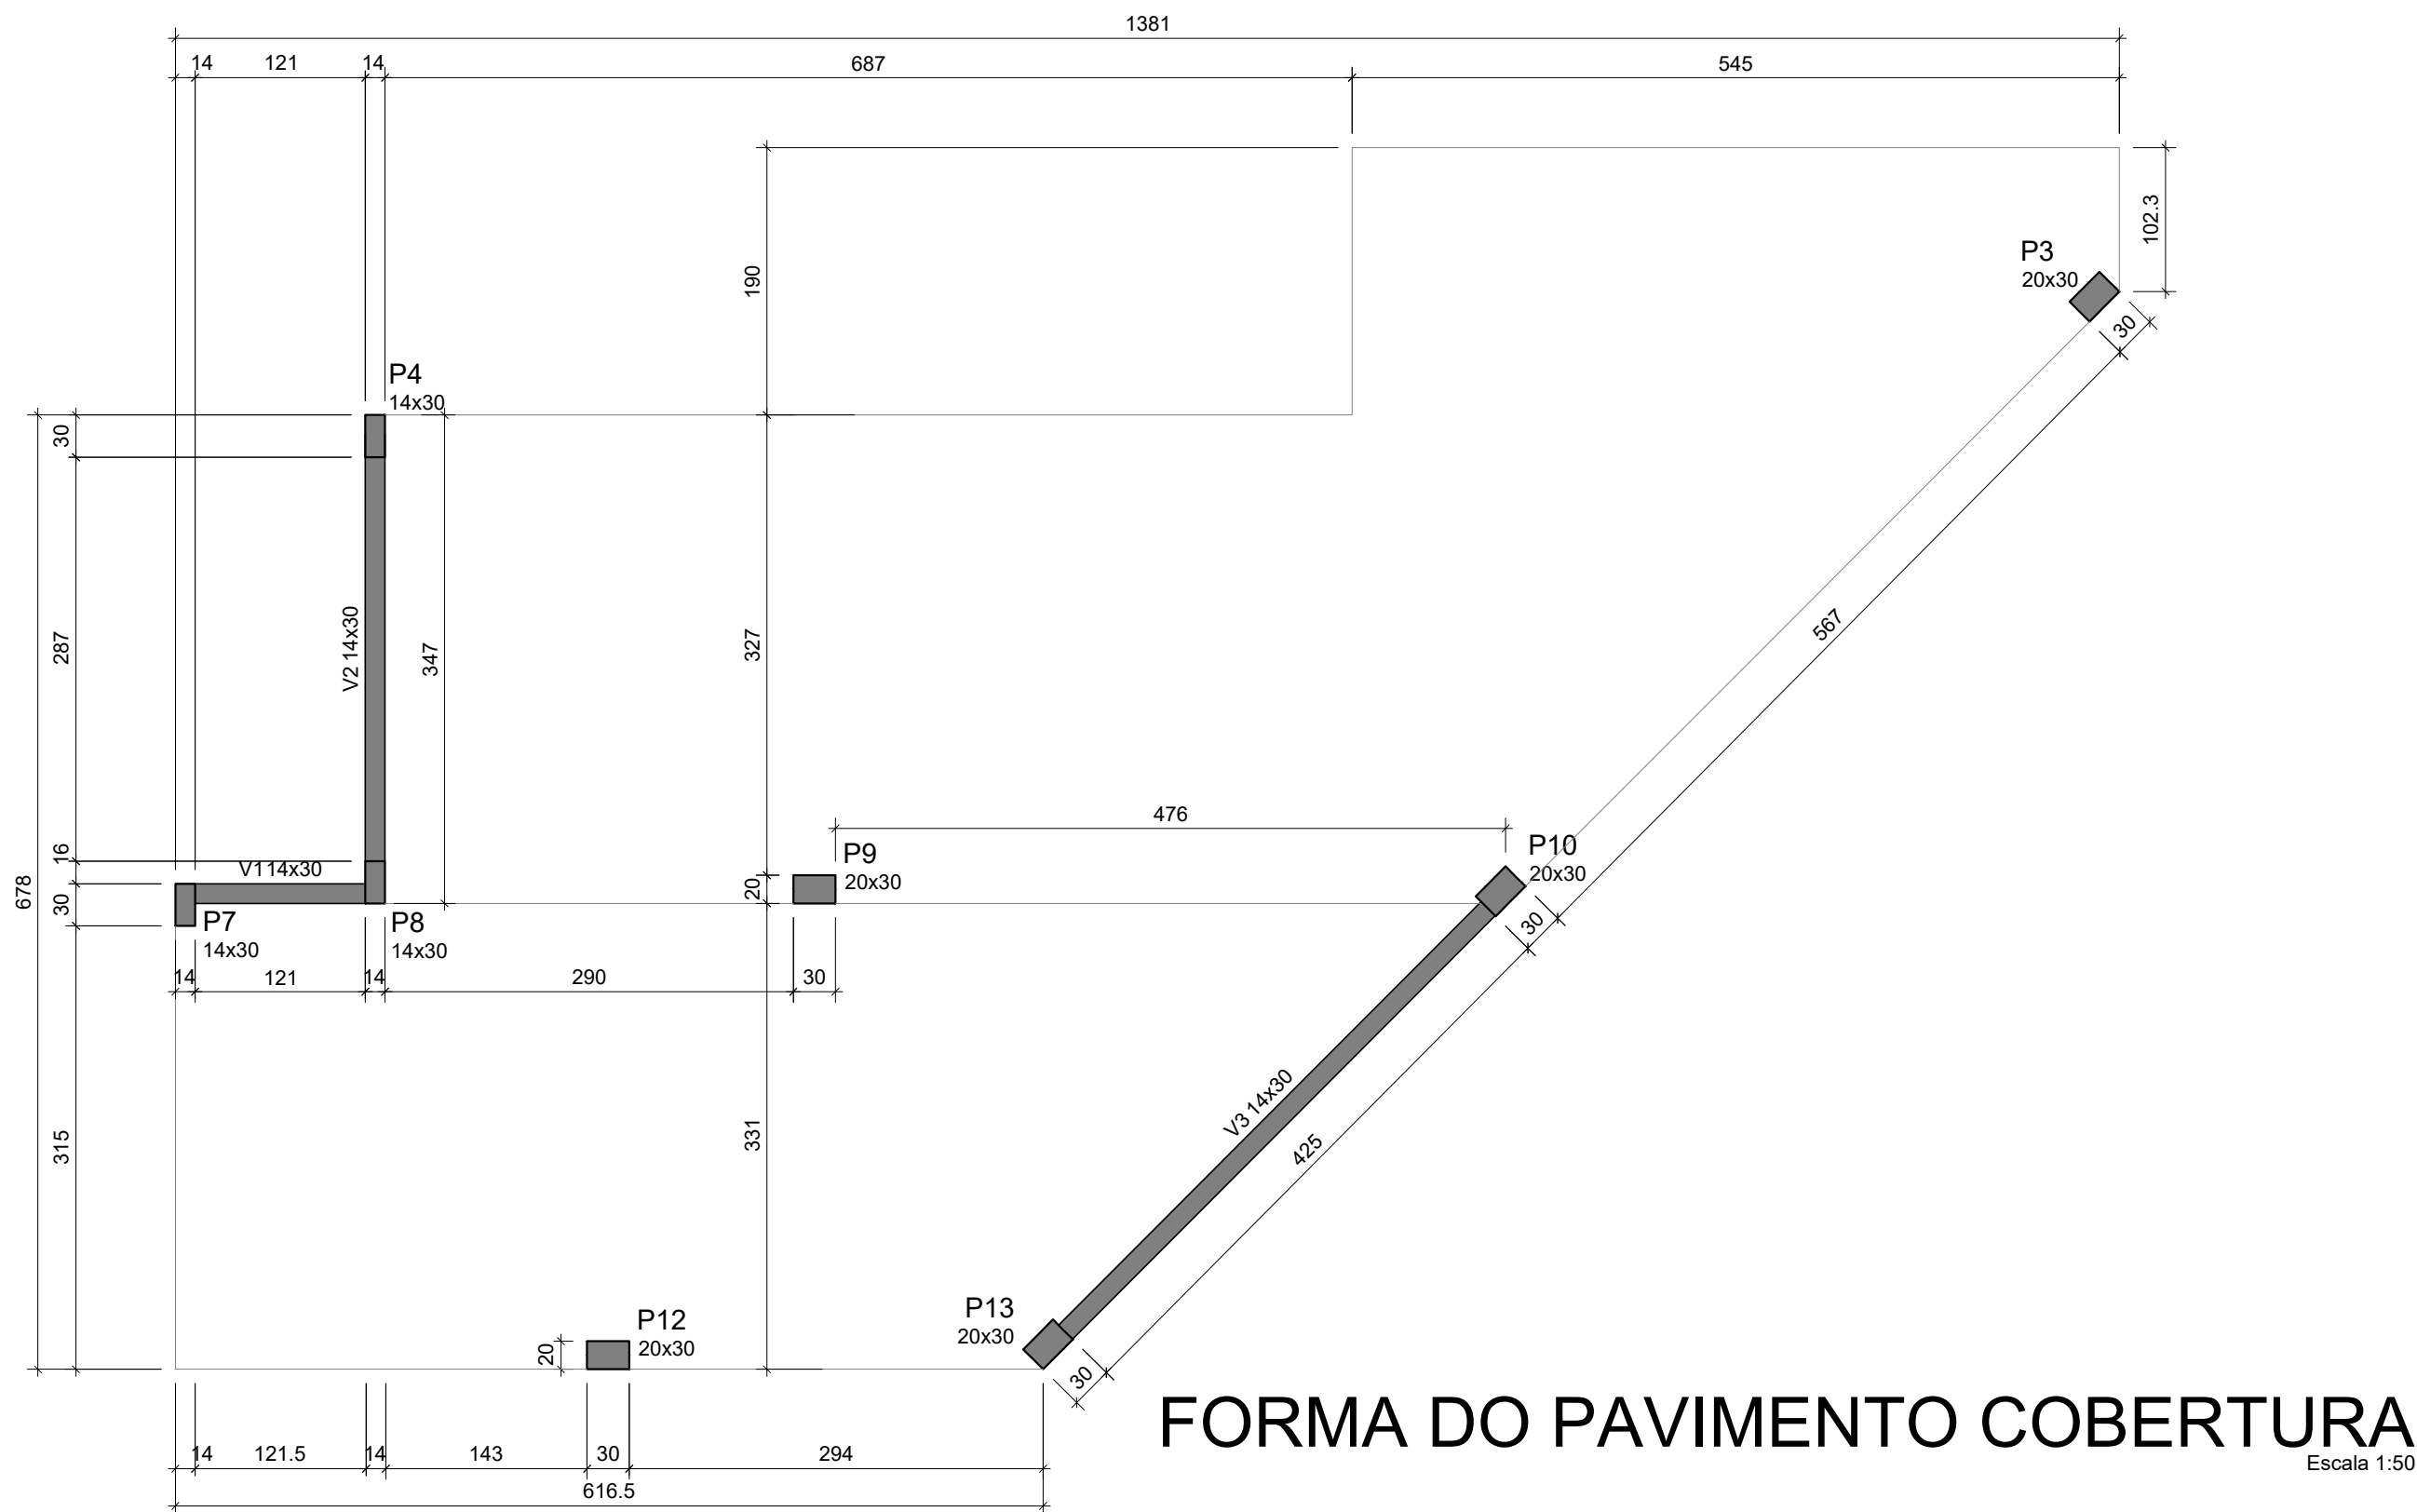 1381
14
121
14
687
545
190
102.3
P3
20x30
30
P4
14x30
30
287
V2 14x30
347
327
567
476
16
678
30
V1 14x30
P7
14x30
P8
14x30
P9
20x30
20
P10
20x30
30
14
121
14
290
30
315
331
V3 14x30
425
P12
20x30
20
P13
20x30
30
FORMA DO PAVIMENTO COBERTURA
Escala 1:50
14
121.5
14
143
30
294
616.5